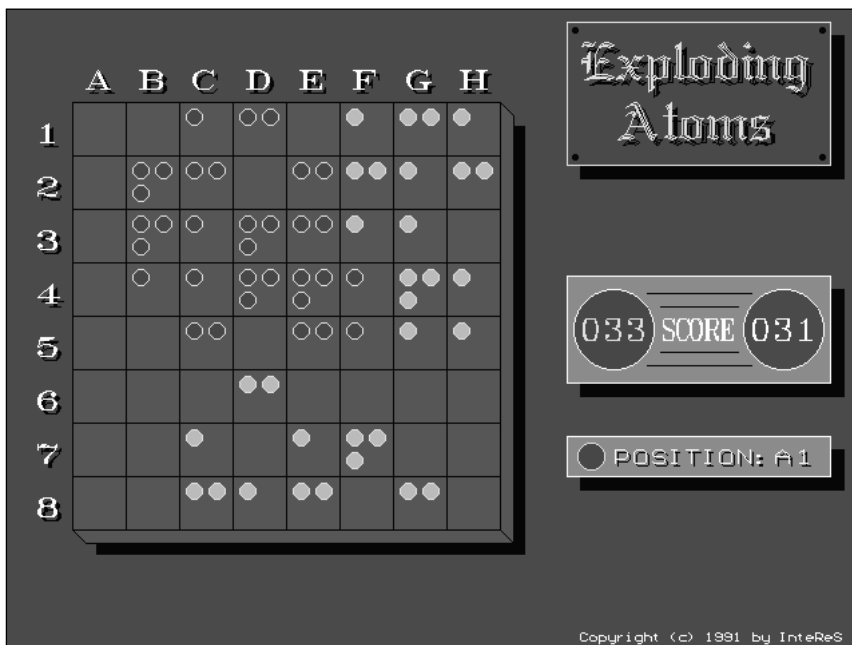 Exploding
Atoms
A B C D E F G H
1
2
3
4
5
6
7
8
033 SCORE 031
POSITION: A1
Copyright (c) 1991 by InteReS